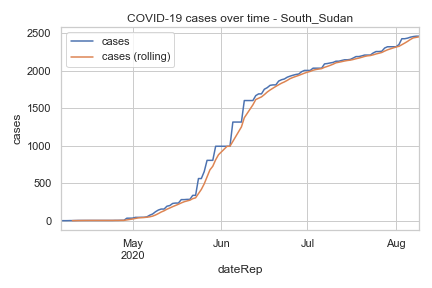 COVID-19 cases over time - South_Sudan
cases
cases (rolling)
2500
2000
1500
1000
500
0
cases
May
2020
Jun
Jul
Aug
dateRep